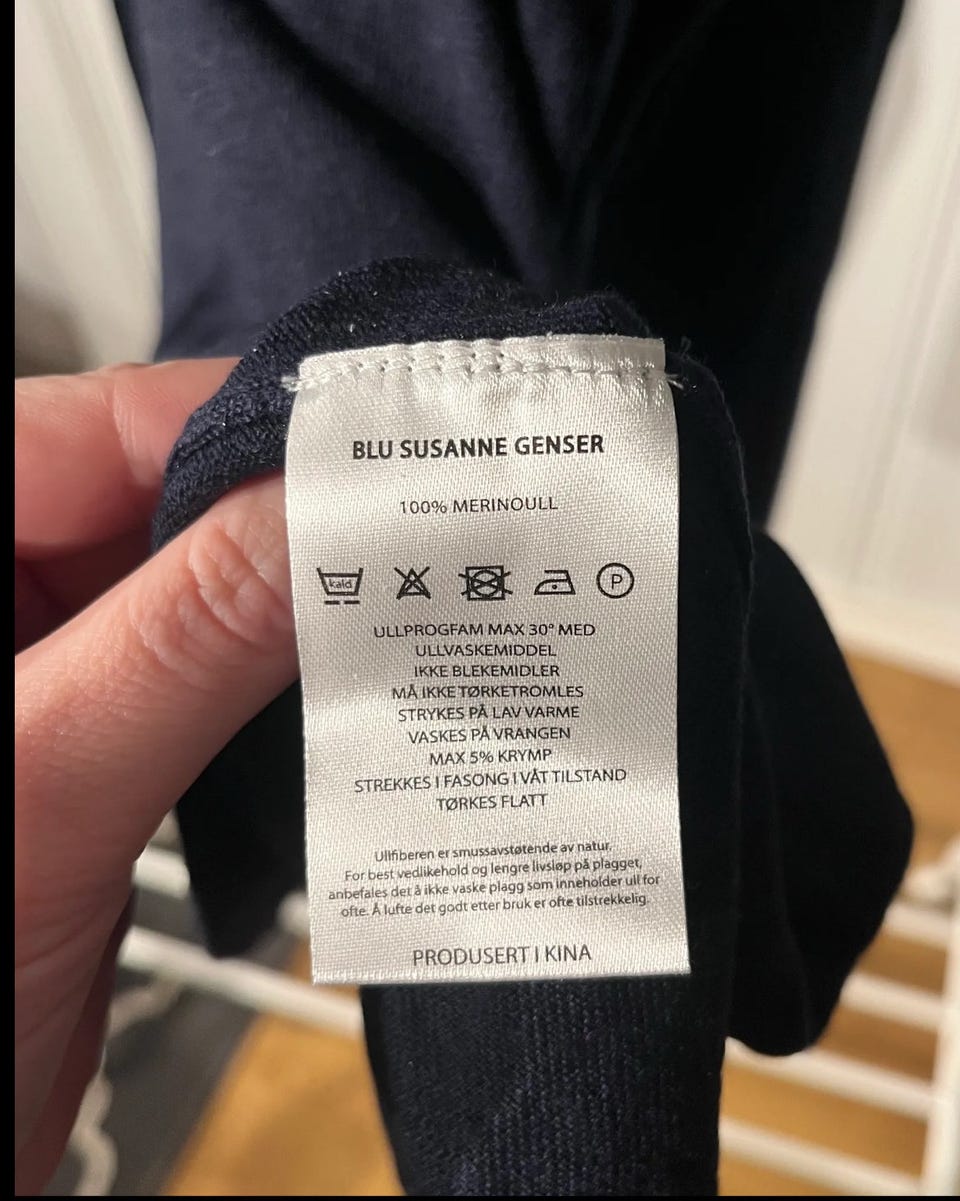 BLU SUSANNE GENSER
100% MERINOULL
kald P
ULLPROGFAM MAX 30° MED
ULLVASKEMIDDEL
IKKE BLEKEMIDLER
MÅ IKKE TØRKETROMLES
STRYKES PÅ LAV VARME
VASKES PÅ VRANGEN
MAX 5% KRYMP
STREKKES I FASONG I VÅT TILSTAND
TØRKES FLATT
Ullfiberen er smussavstøtende av natur.
For best vedlikehold og lengre livsløp på plagget,
anbefales det å ikke vaske plagg som inneholder ull for
ofte. Å lufte det godt etter bruk er ofte tilstrekkelig.
PRODUSERT I KINA